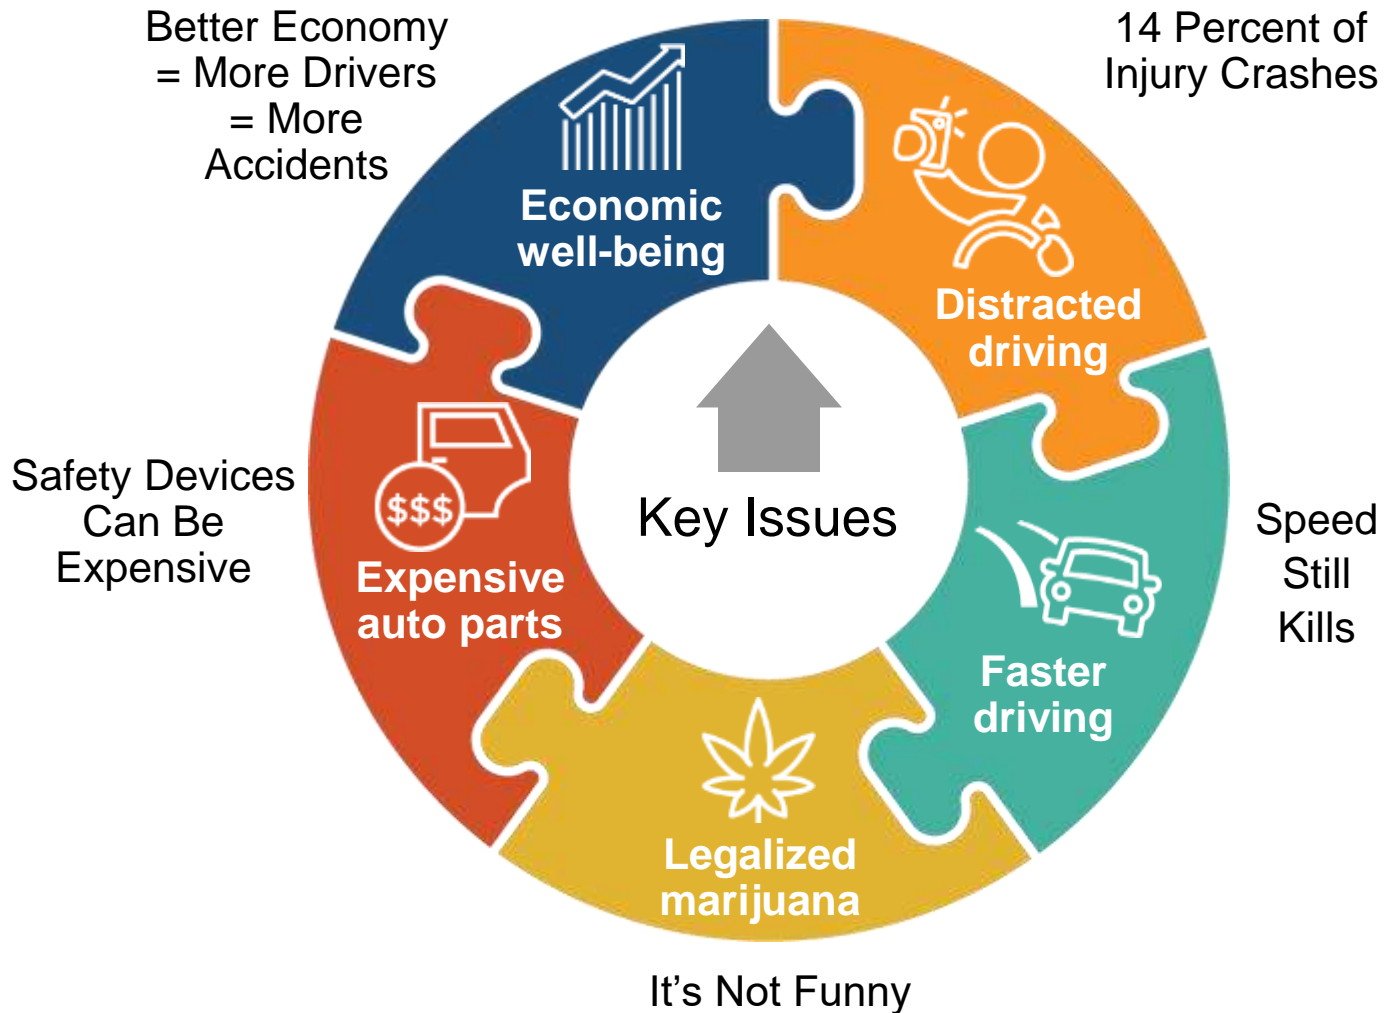 Better Economy
= More Drivers
= More
Accidents
14 Percent of
Injury Crashes
Economic
well-being
Distracted
driving
Safety Devices
Can Be
Expensive
$$$
Expensive
auto parts
Key Issues
Speed
Still
Kills
Faster
driving
Legalized
marijuana
It's Not Funny